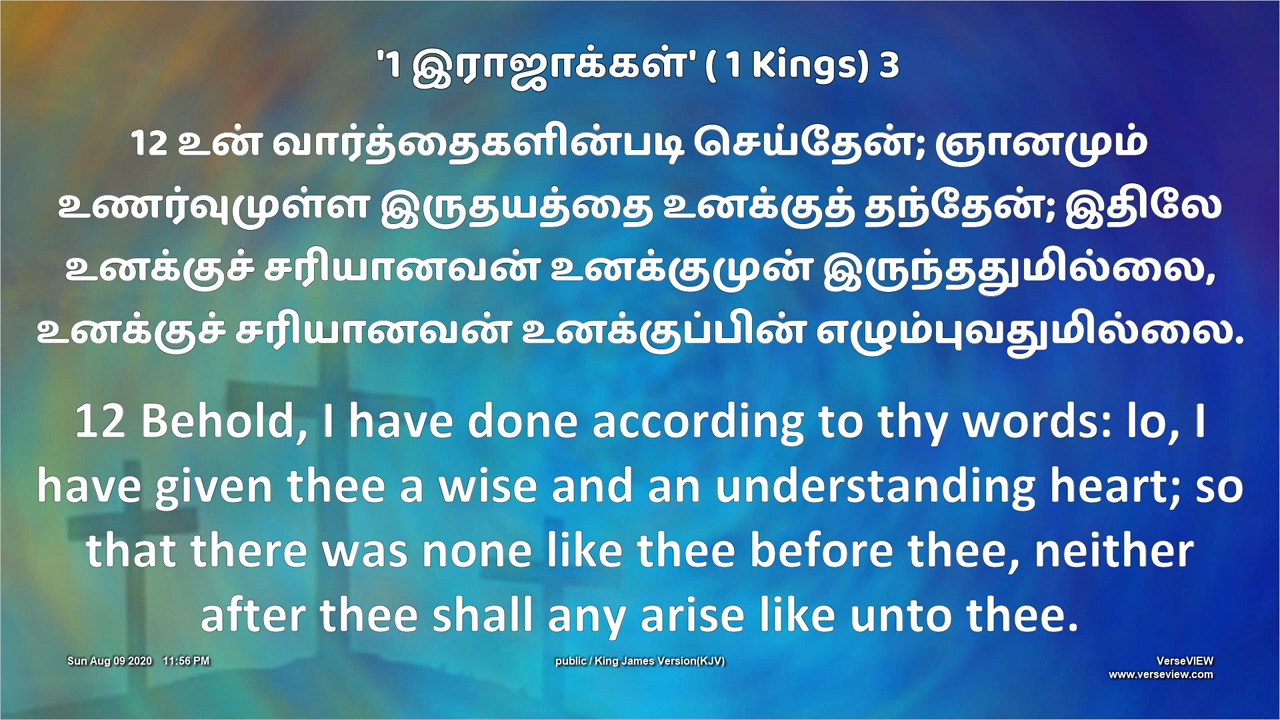 '1 இராஜாக்கள்' ( 1 Kings) 3
12 உன் வார்த்தைகளின்படி செய்தேன்; ஞானமும்
உணர்வுமுள்ள இருதயத்தை உனக்குத் தந்தேன்; இதிலே
உனக்குச் சரியானவன் உனக்குமுன் இருந்ததுமில்லை,
உனக்குச் சரியானவன் உனக்குப்பின் எழும்புவதுமில்லை.
12 Behold, I have done according to thy words: lo, I
have given thee a wise and an understanding heart; so
that there was none like thee before thee, neither
after thee shall any arise like unto thee.
Sun Aug 09 2020 11:56 PM
public / King James Version(KJV)
VerseVIEW
www.verseview.com